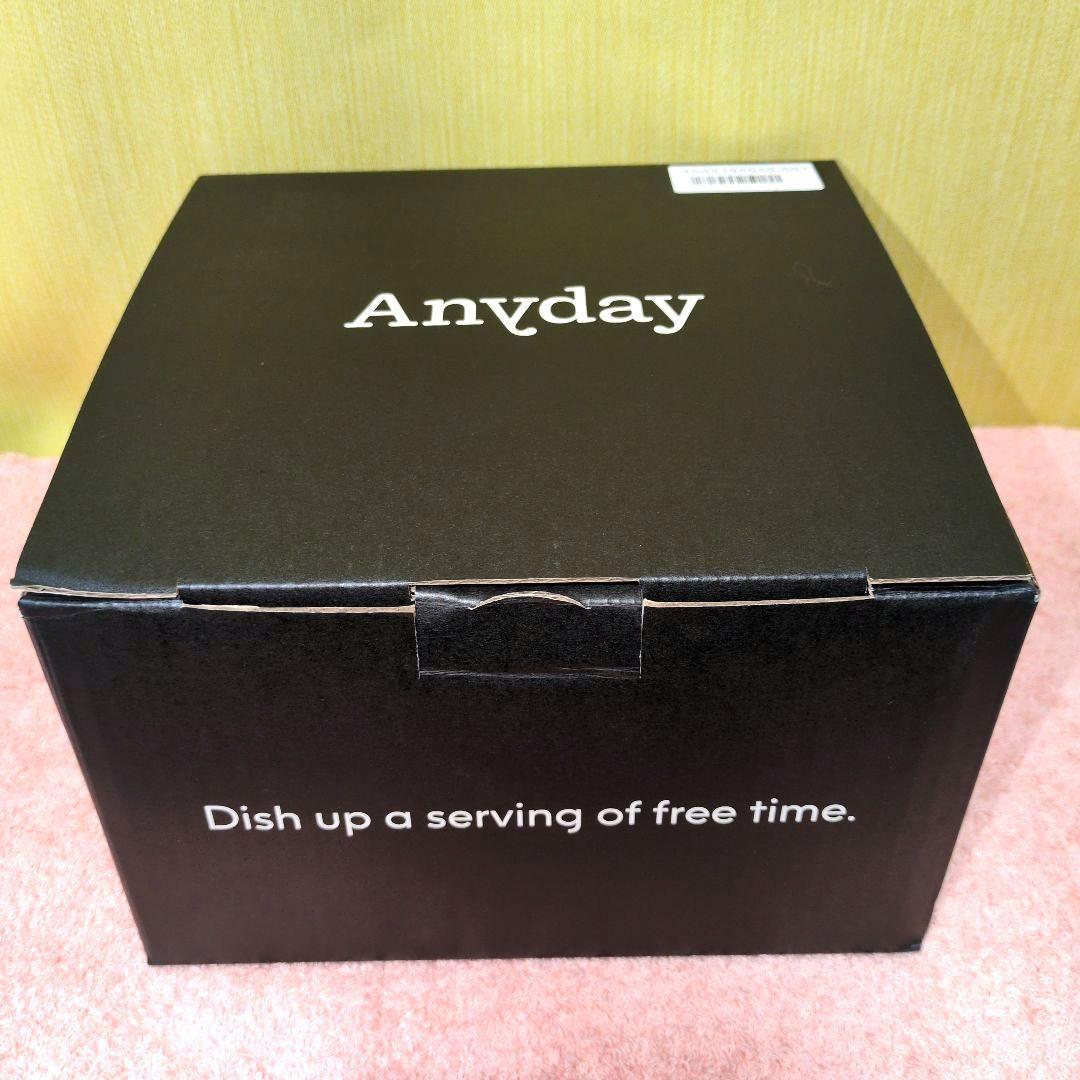 Anyday
Dish up a serving of free time.